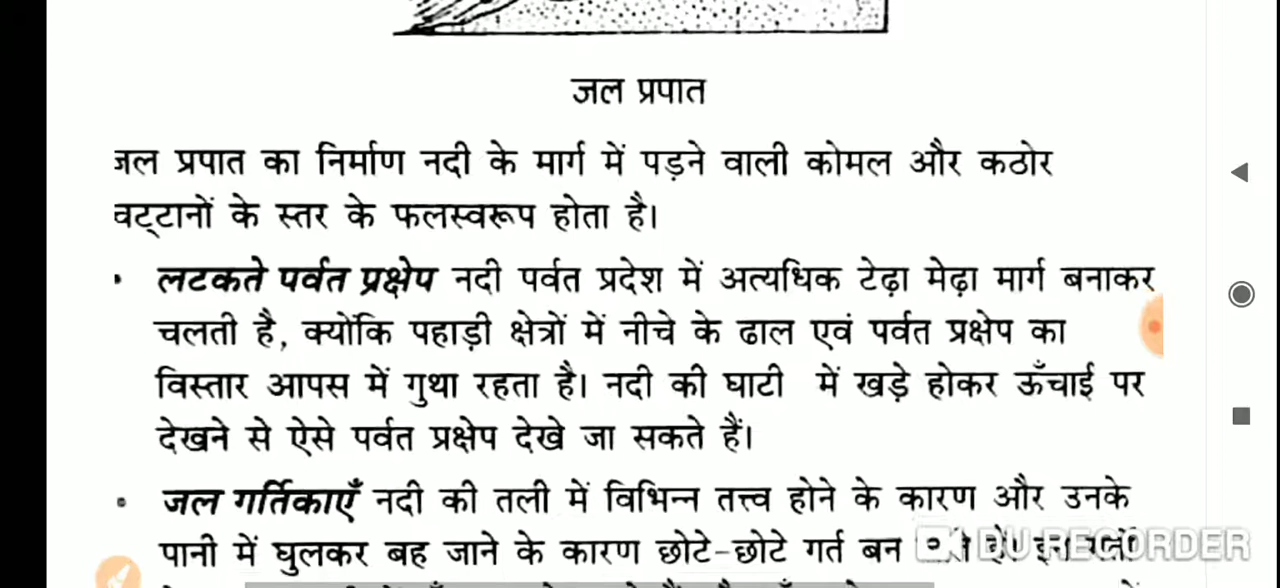 जल प्रपात
जल प्रपात का निर्माण नदी के मार्ग में पड़ने वाली कोमल और कठोर
चट्टानों के स्तर के फलस्वरूप होता है।
• लटकते पर्वत प्रक्षेप नदी पर्वत प्रदेश में अत्यधिक टेढ़ा मेढ़ा मार्ग बनाकर
चलती है, क्योंकि पहाड़ी क्षेत्रों में नीचे के ढाल एवं पर्वत प्रक्षेप का
विस्तार आपस में गुथा रहता है। नदी की घाटी में खड़े होकर ऊँचाई पर
देखने से ऐसे पर्वत प्रक्षेप देखे जा सकते हैं।
• जल गर्तिकाएँ नदी की तली में विभिन्न तत्त्व होने के कारण और उनके
पानी में घुलकर बह जाने के कारण छोटे-छोटे गर्त बन
DU RECORDER